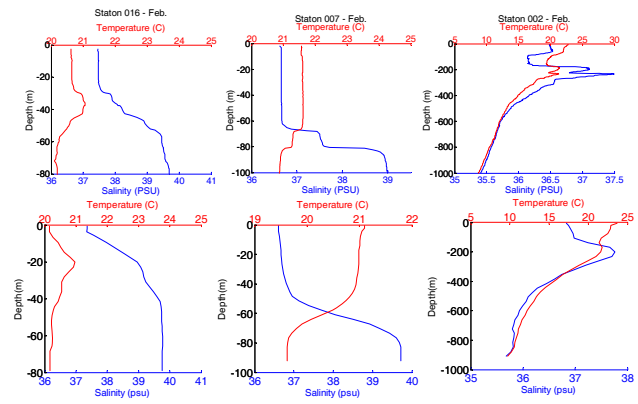 Staton 016 - Feb.
Temperature (C)
20 21 22 23 24 25
0
-20
-40
-60
-80
Depth (m)
36 37 38 39 40 41
Salinity (PSU)
Staton 007 - Feb.
Temperature (C)
20 21 22 23 24 25
0
-20
-40
-60
-80
-100
Depth (m)
36 37 38 39 40
Salinity (PSU)
Staton 002 - Feb.
Temperature (C)
5 10 15 20 25 30
0
-200
-400
-600
-800
-1000
Depth (m)
35 35.5 36 36.5 37 37.5
Salinity (PSU)
Temperature (C)
20 21 22 23 24 25
0
-20
-40
-60
-80
Depth(m)
36 37 38 39 40 41
Salinity (psu)
Temperature (C)
19 20 21 22
0
-20
-40
-60
-80
-100
Depth(m)
36 37 38 39 40
Salinity (psu)
Temperature (C)
5 10 15 20 25
0
-200
-400
-600
-800
-1000
Depth(m)
35 36 37 38
Salinity (psu)